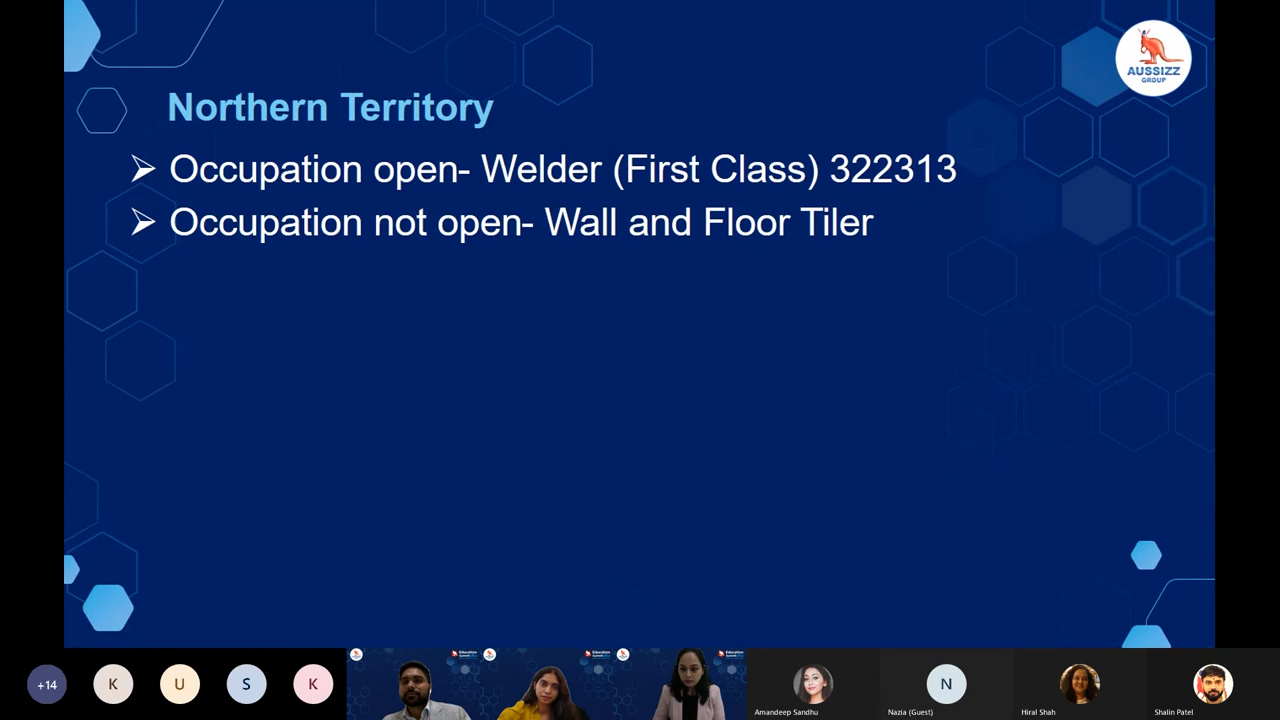 AUSSIZZ
GROUP
Northern Territory
Occupation open- Welder (First Class) 322313
Occupation not open- Wall and Floor Tiler
+14
K
U
S
K
Amandeep Sandhu
N
Nazia (Guest)
Hiral Shah
Shalin Patel